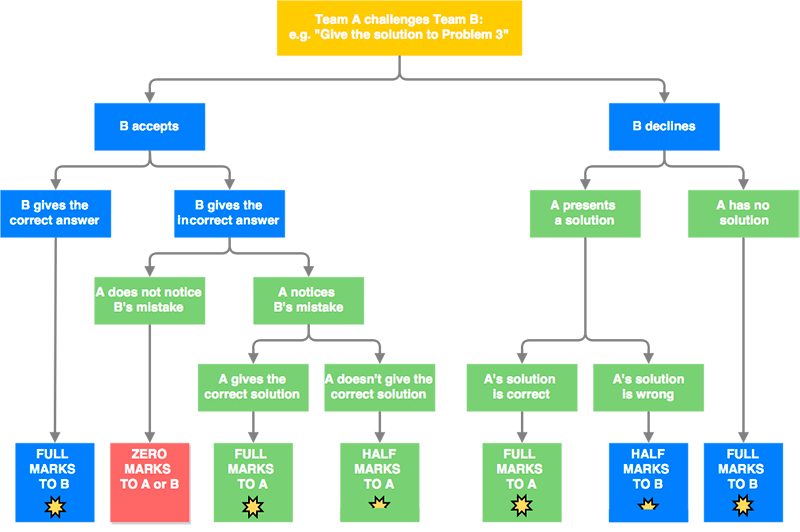 Team A challenges Team B:
e.g. "Give the solution to Problem 3"
B accepts
B declines
B gives the
correct answer
B gives the
incorrect answer
A presents
a solution
A has no
solution
A does not notice
B's mistake
A notices
B's mistake
A gives the
correct solution
A doesn't give the
correct solution
A's solution
is correct
A's solution
is wrong
FULL
MARKS
TO B
ZERO
MARKS
TO A or B
FULL
MARKS
TO A
HALF
MARKS
TO A
FULL
MARKS
TO A
HALF
MARKS
TO B
FULL
MARKS
TO B